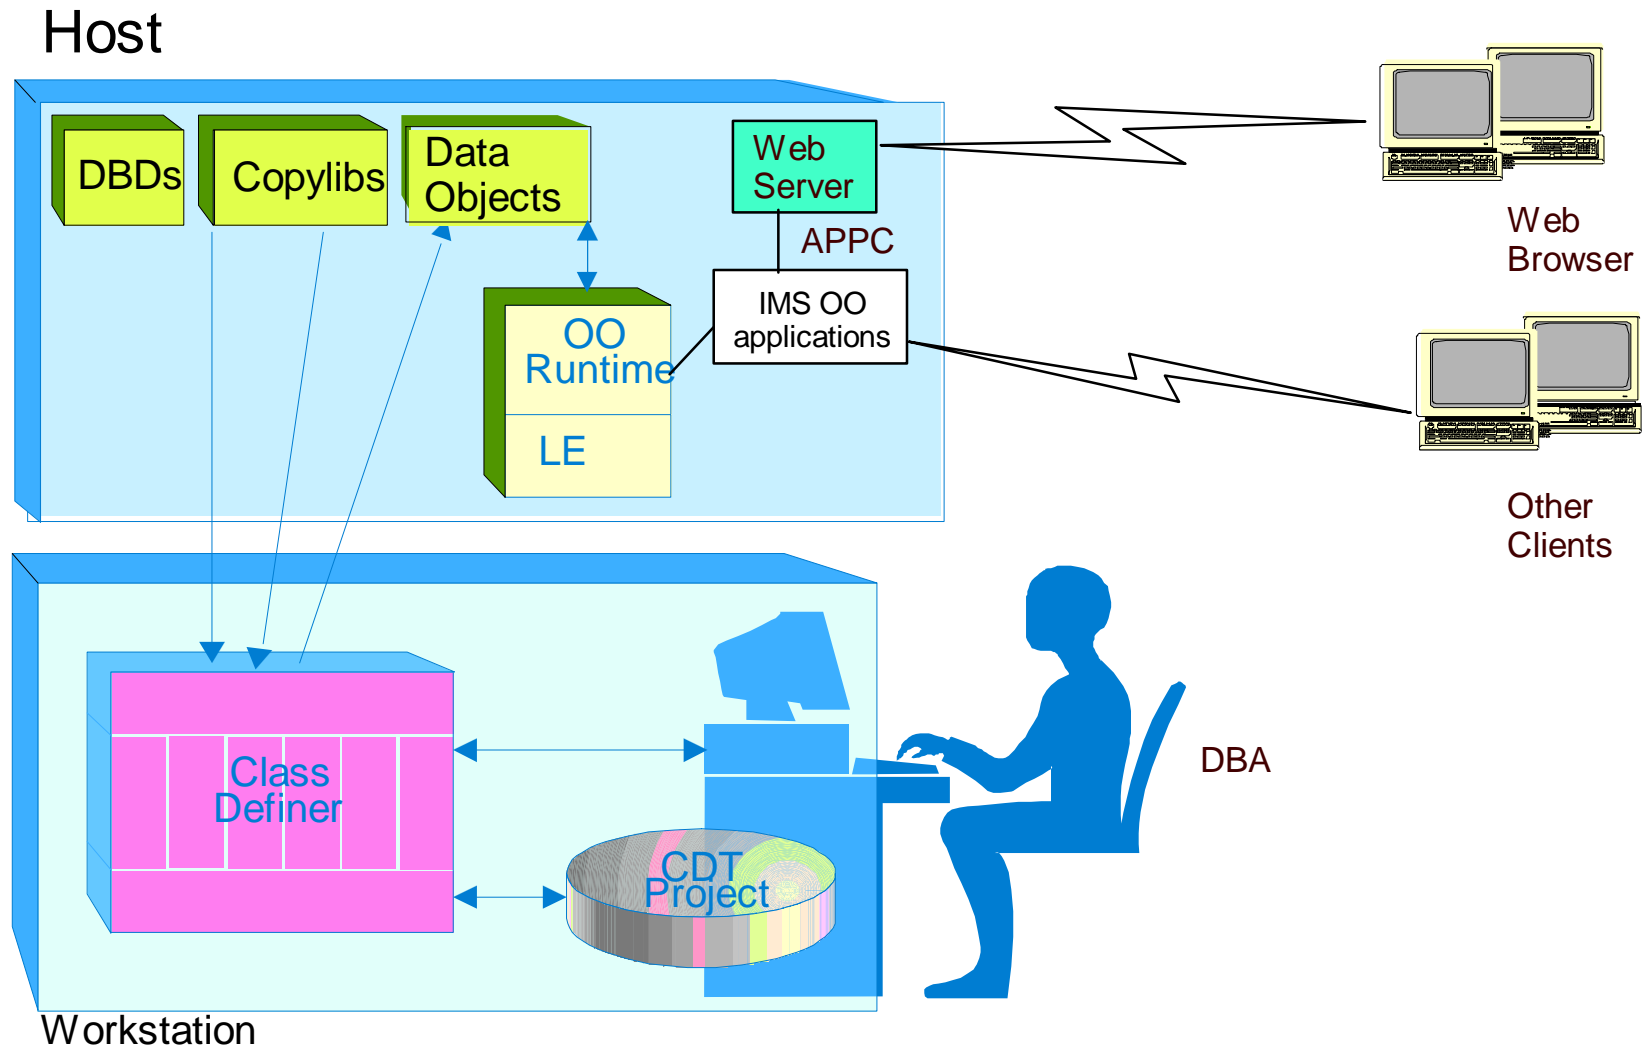 Host
DBDs
Copylibs
Data
Objects
Web
Server
APPC
IMS OO
applications
OO
Runtime
LE
Web
Browser
Other
Clients
Class
Definer
CDT
Project
DBA
Workstation